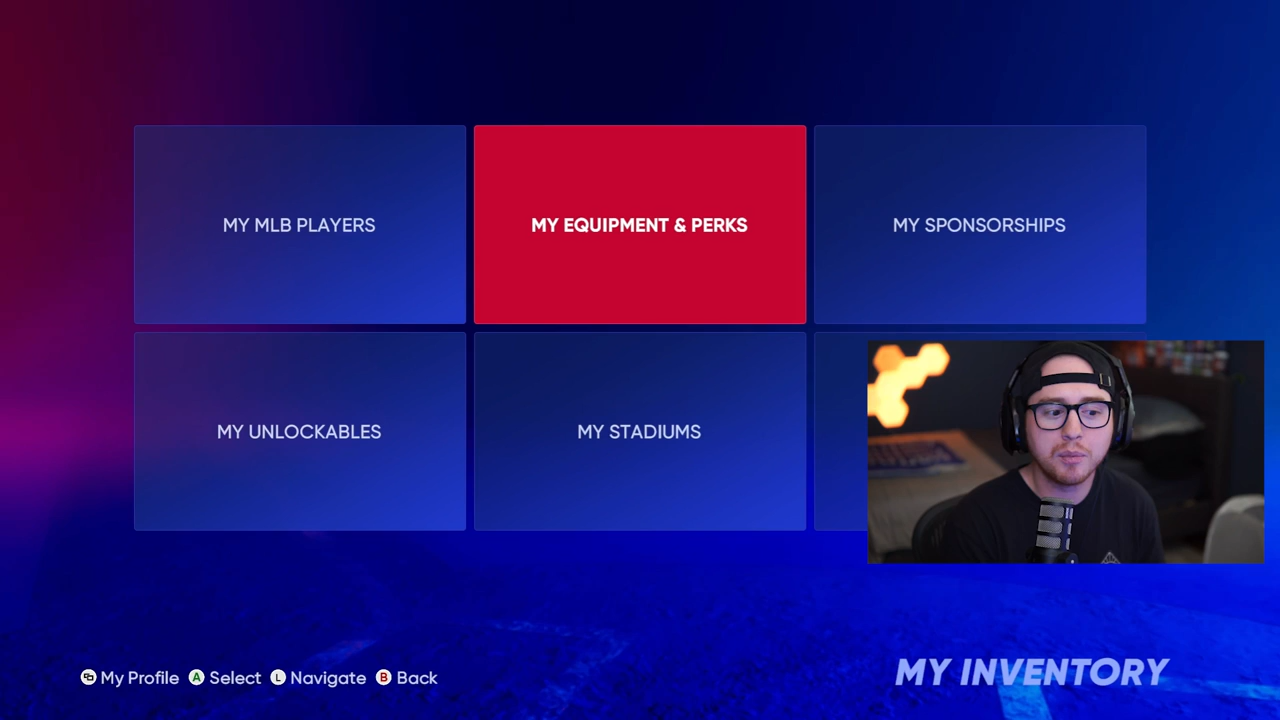 MY MLB PLAYERS
MY EQUIPMENT & PERKS
MY SPONSORSHIPS
MY UNLOCKABLES
MY STADIUMS
My Profile A Select L Navigate B Back
MY INVENTORY